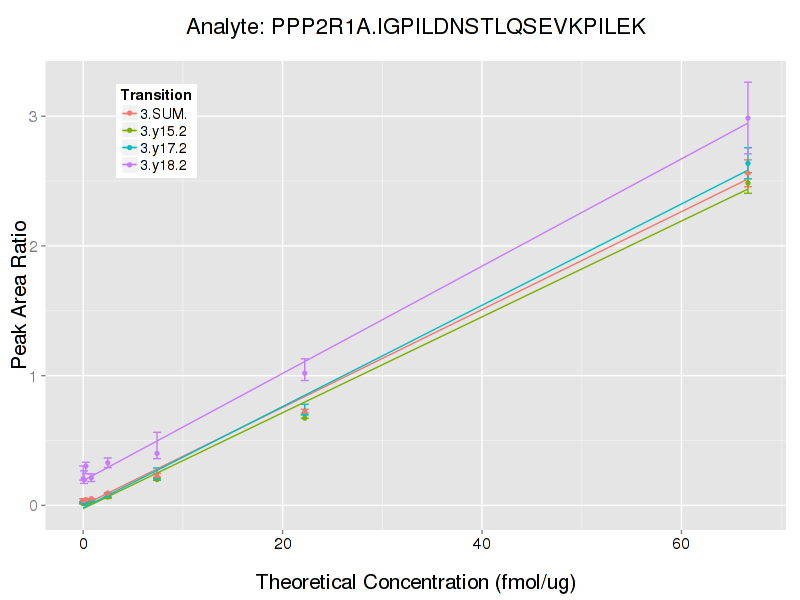 Analyte: PPP2R1A.IGPILDNSTLQSEVKPILEK
Transition
3.SUM.
3.y15.2
3.y17.2
3.y18.2
Peak Area Ratio
3
2
1
0
0 20 40 60
Theoretical Concentration (fmol/ug)